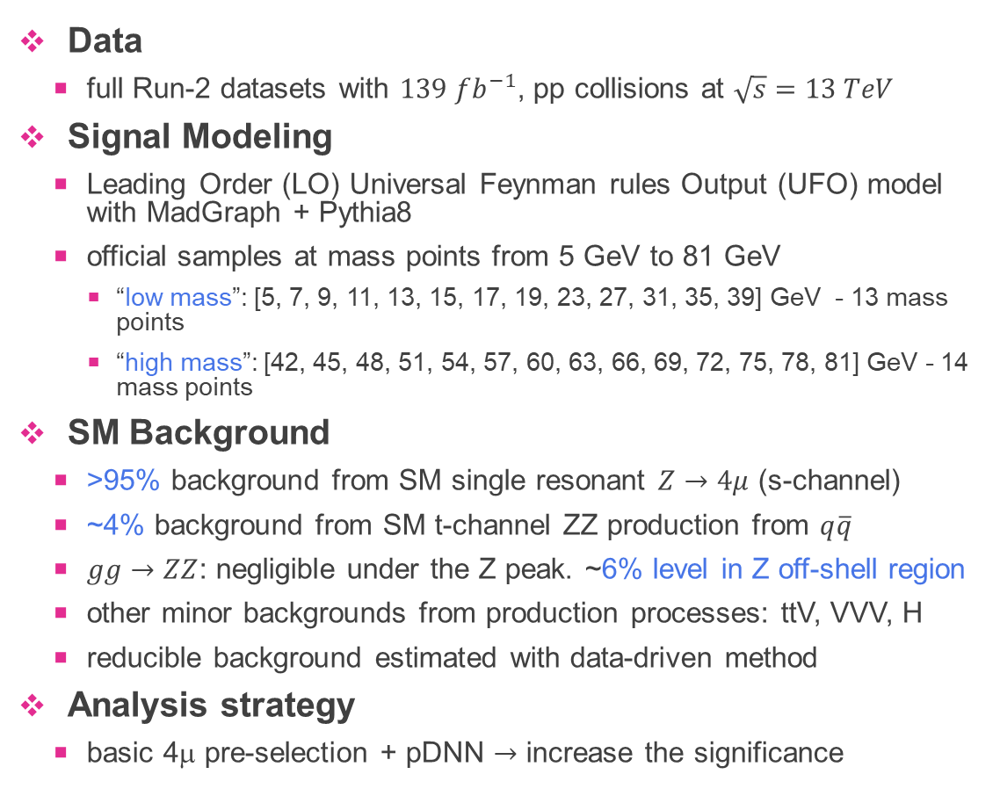 Data
full Run-2 datasets with 139 fb⁻¹, pp collisions at √s = 13 TeV
Signal Modeling
Leading Order (LO) Universal Feynman rules Output (UFO) model
with MadGraph + Pythia8
official samples at mass points from 5 GeV to 81 GeV
“low mass”: [5, 7, 9, 11, 13, 15, 17, 19, 23, 27, 31, 35, 39] GeV - 13 mass
points
“high mass”: [42, 45, 48, 51, 54, 57, 60, 63, 66, 69, 72, 75, 78, 81] GeV - 14
mass points
SM Background
>95% background from SM single resonant Z → 4μ (s-channel)
~4% background from SM t-channel ZZ production from qq̄
gg → ZZ: negligible under the Z peak. ~6% level in Z off-shell region
other minor backgrounds from production processes: ttV, VVV, H
reducible background estimated with data-driven method
Analysis strategy
basic 4μ pre-selection + pDNN → increase the significance